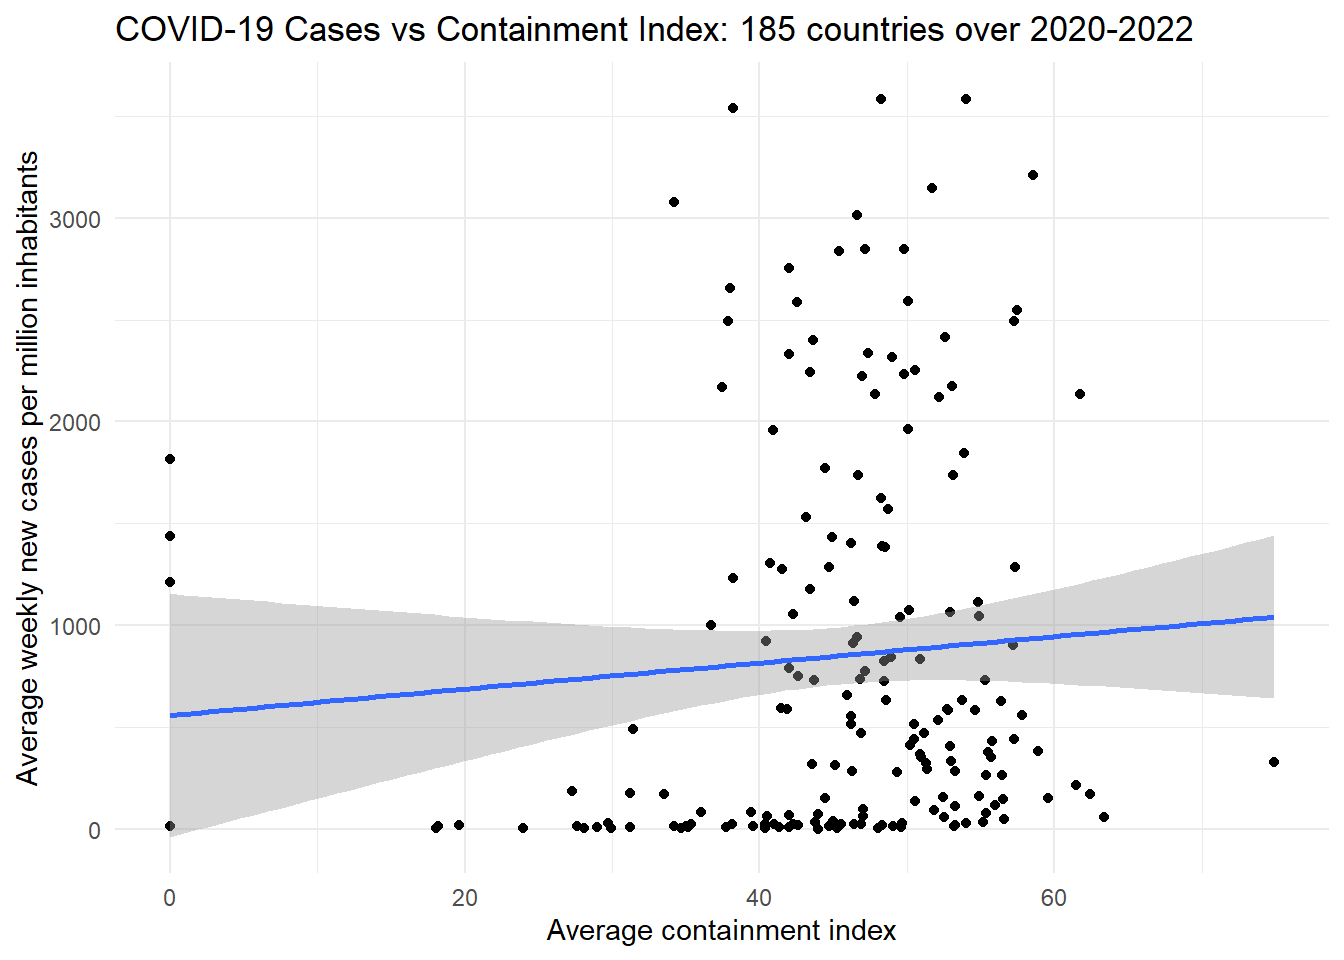 COVID-19 Cases vs Containment Index: 185 countries over 2020-2022
Average weekly new cases per million inhabitants
3000
2000
1000
0
0 20 40 60
Average containment index